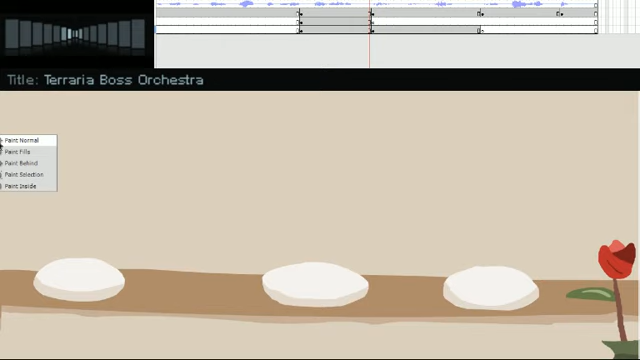 Title: Terraria Boss Orchestra
Paint Normal
Paint Fills
Paint Behind
Paint Selection
Paint Inside